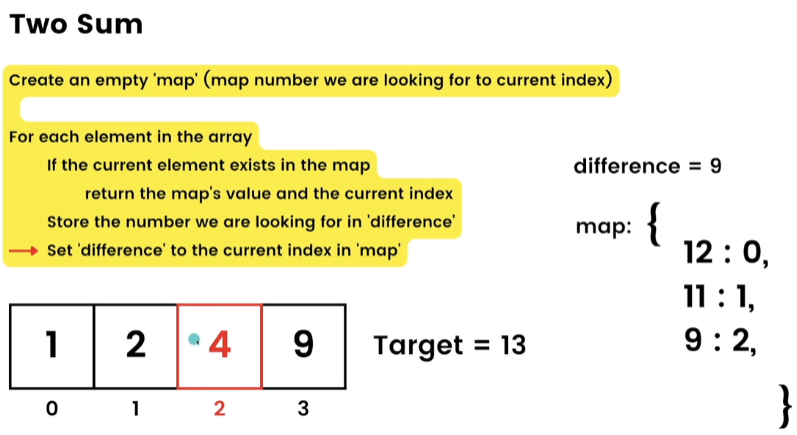 Two Sum
Create an empty 'map' (map number we are looking for to current index)
For each element in the array
If the current element exists in the map
return the map's value and the current index
Store the number we are looking for in 'difference'
Set 'difference' to the current index in 'map'
difference = 9
map: {
12 : 0,
11 : 1,
9 : 2,
}
1 2 4 9
Target = 13
0 1 2 3